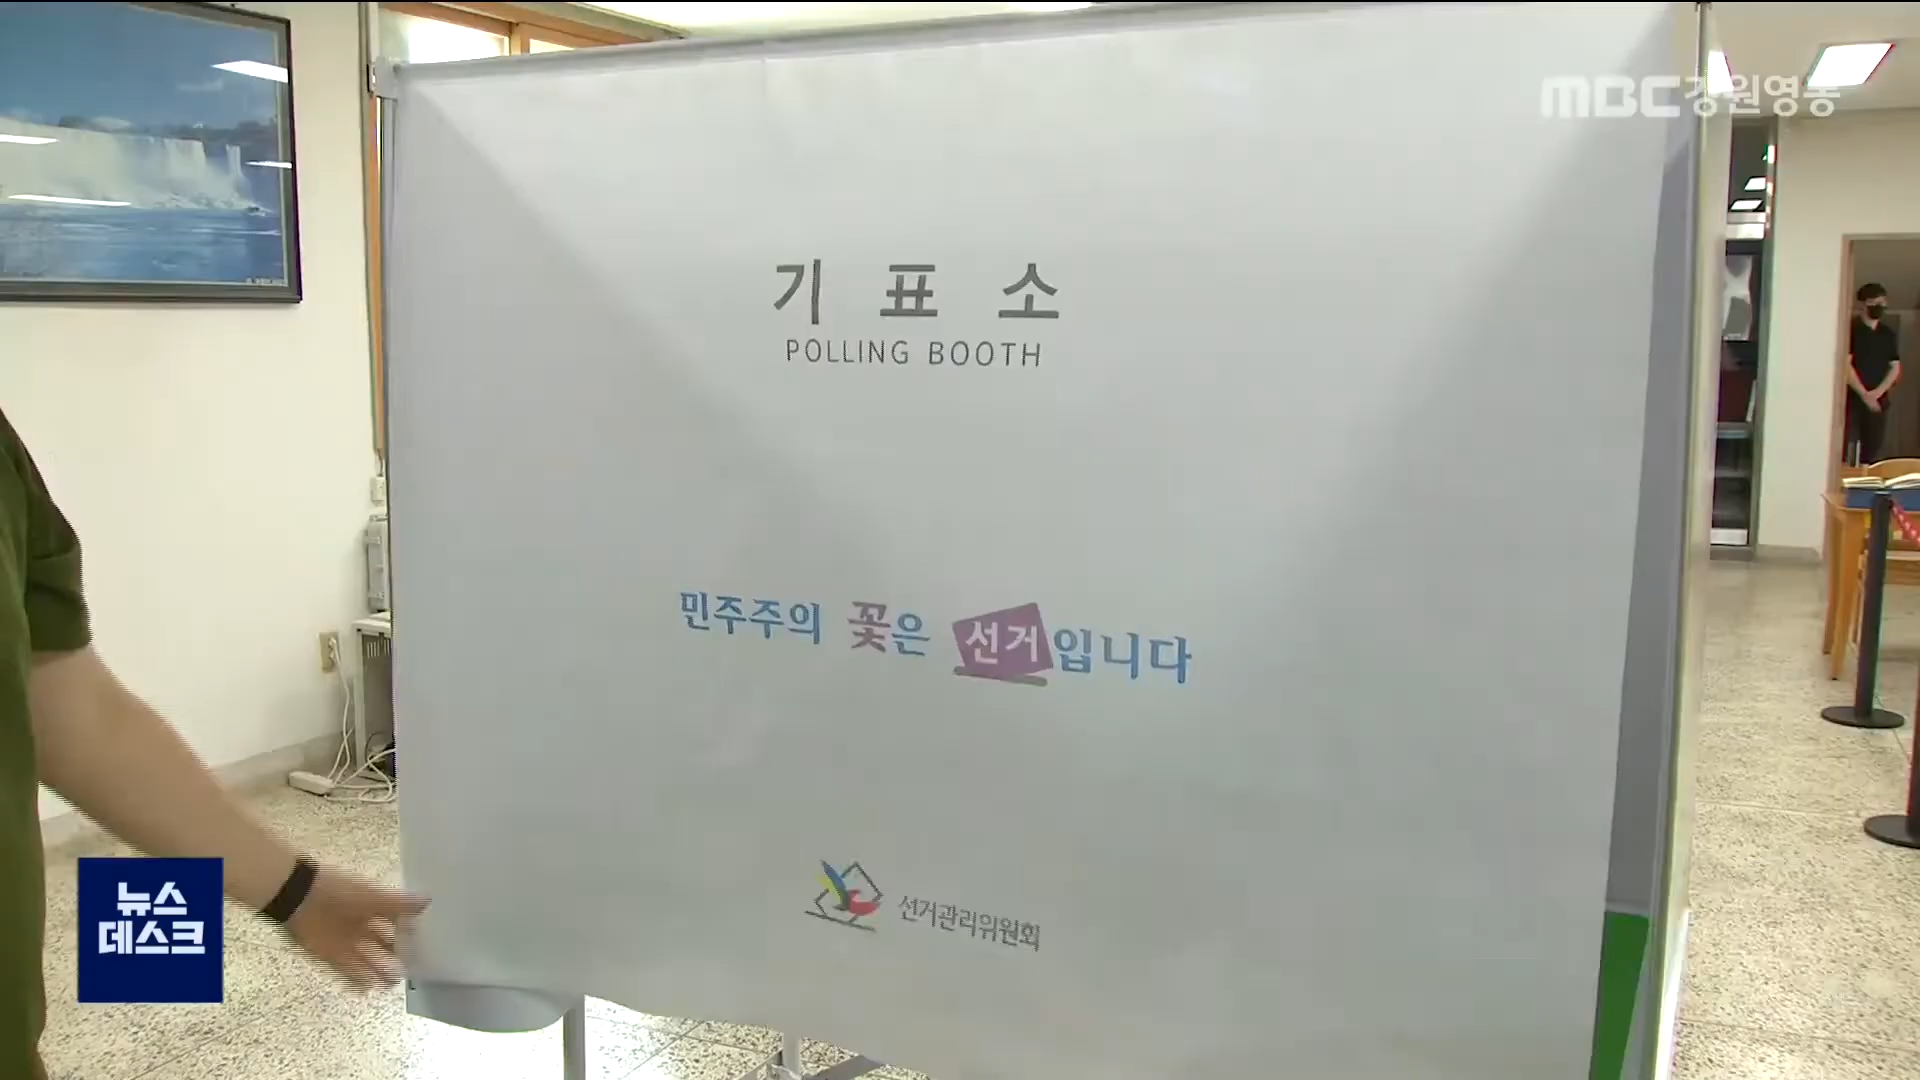 MBC강원영동
기표소
POLLING BOOTH
민주주의 꽃은 선거입니다
선거관리위원회
뉴스
데스크